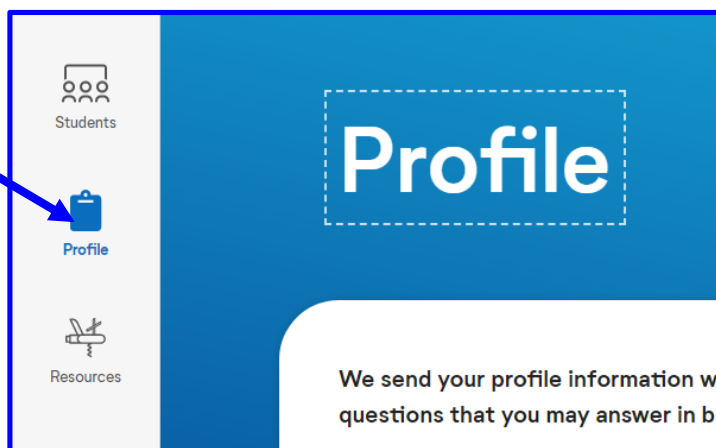 Students
Profile
Resources
Profile
We send your profile information
questions that you may answer in